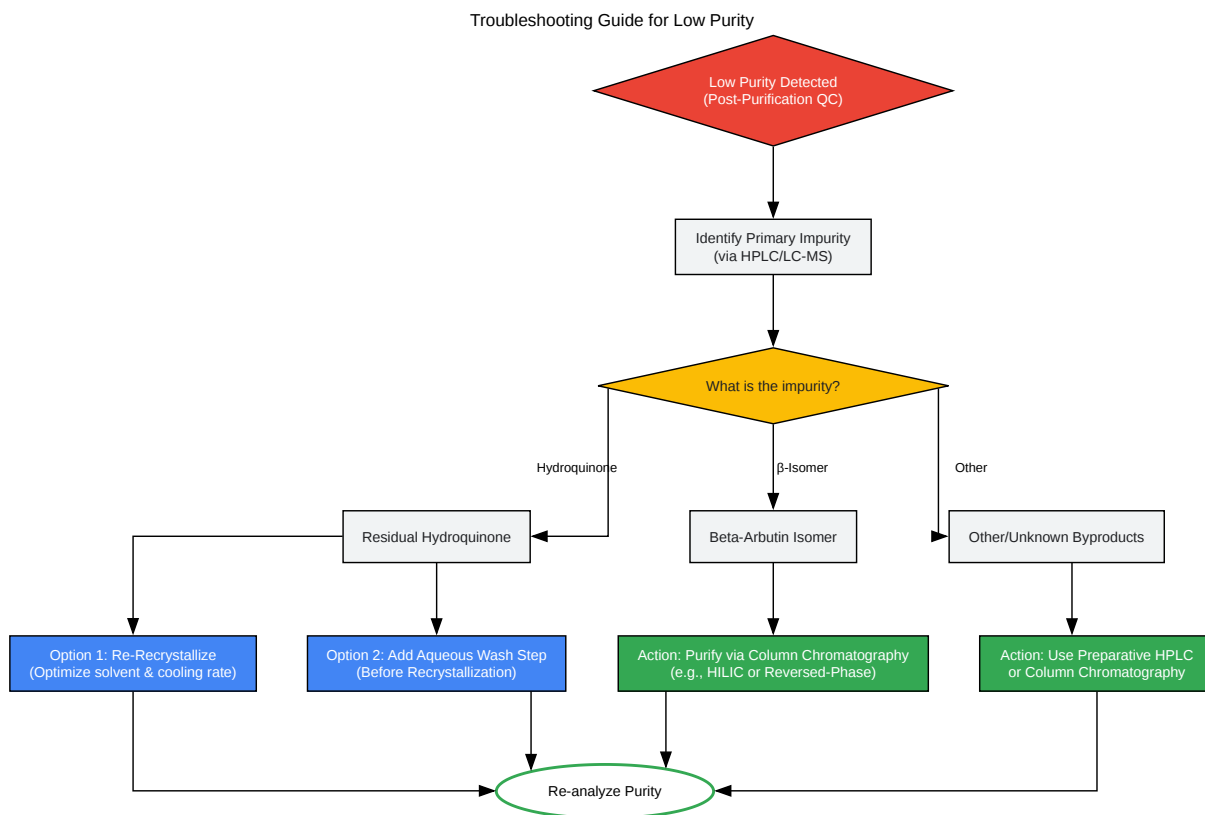 Troubleshooting Guide for Low Purity
Low Purity Detected
(Post-Purification QC)
Identify Primary Impurity
(via HPLC/LC-MS)
What is the impurity?
Hydroquinone
β-Isomer
Other
Residual Hydroquinone
Beta-Arbutin Isomer
Other/Unknown Byproducts
Option 1: Re-Recrystallize
(Optimize solvent & cooling rate)
Option 2: Add Aqueous Wash Step
(Before Recrystallization)
Action: Purify via Column Chromatography
(e.g., HILIC or Reversed-Phase)
Action: Use Preparative HPLC
or Column Chromatography
Re-analyze Purity